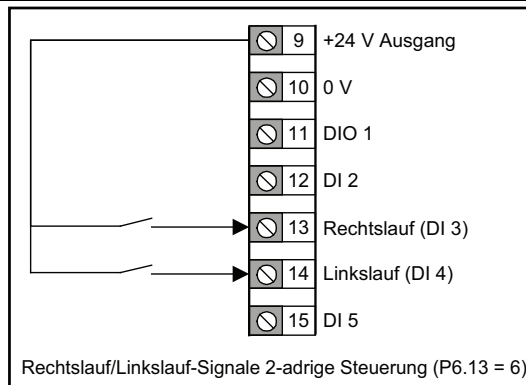 9 +24 V Ausgang
10 0 V
11 DIO 1
12 DI 2
13 Rechtslauf (DI 3)
14 Linkslauf (DI 4)
15 DI 5
Rechtslauf/Linkslauf-Signale 2-adrige Steuerung (P6.13 = 6)